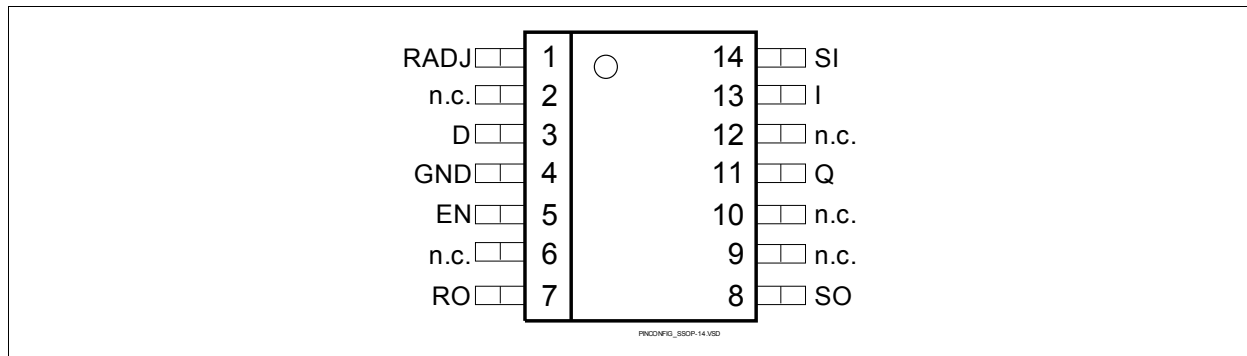 RADJ 1 14 SI
n.c. 2 13 I
D 3 12 n.c.
GND 4 11 Q
EN 5 10 n.c.
n.c. 6 9 n.c.
RO 7 8 SO
PINCONFIG_SSOP-14.VSD